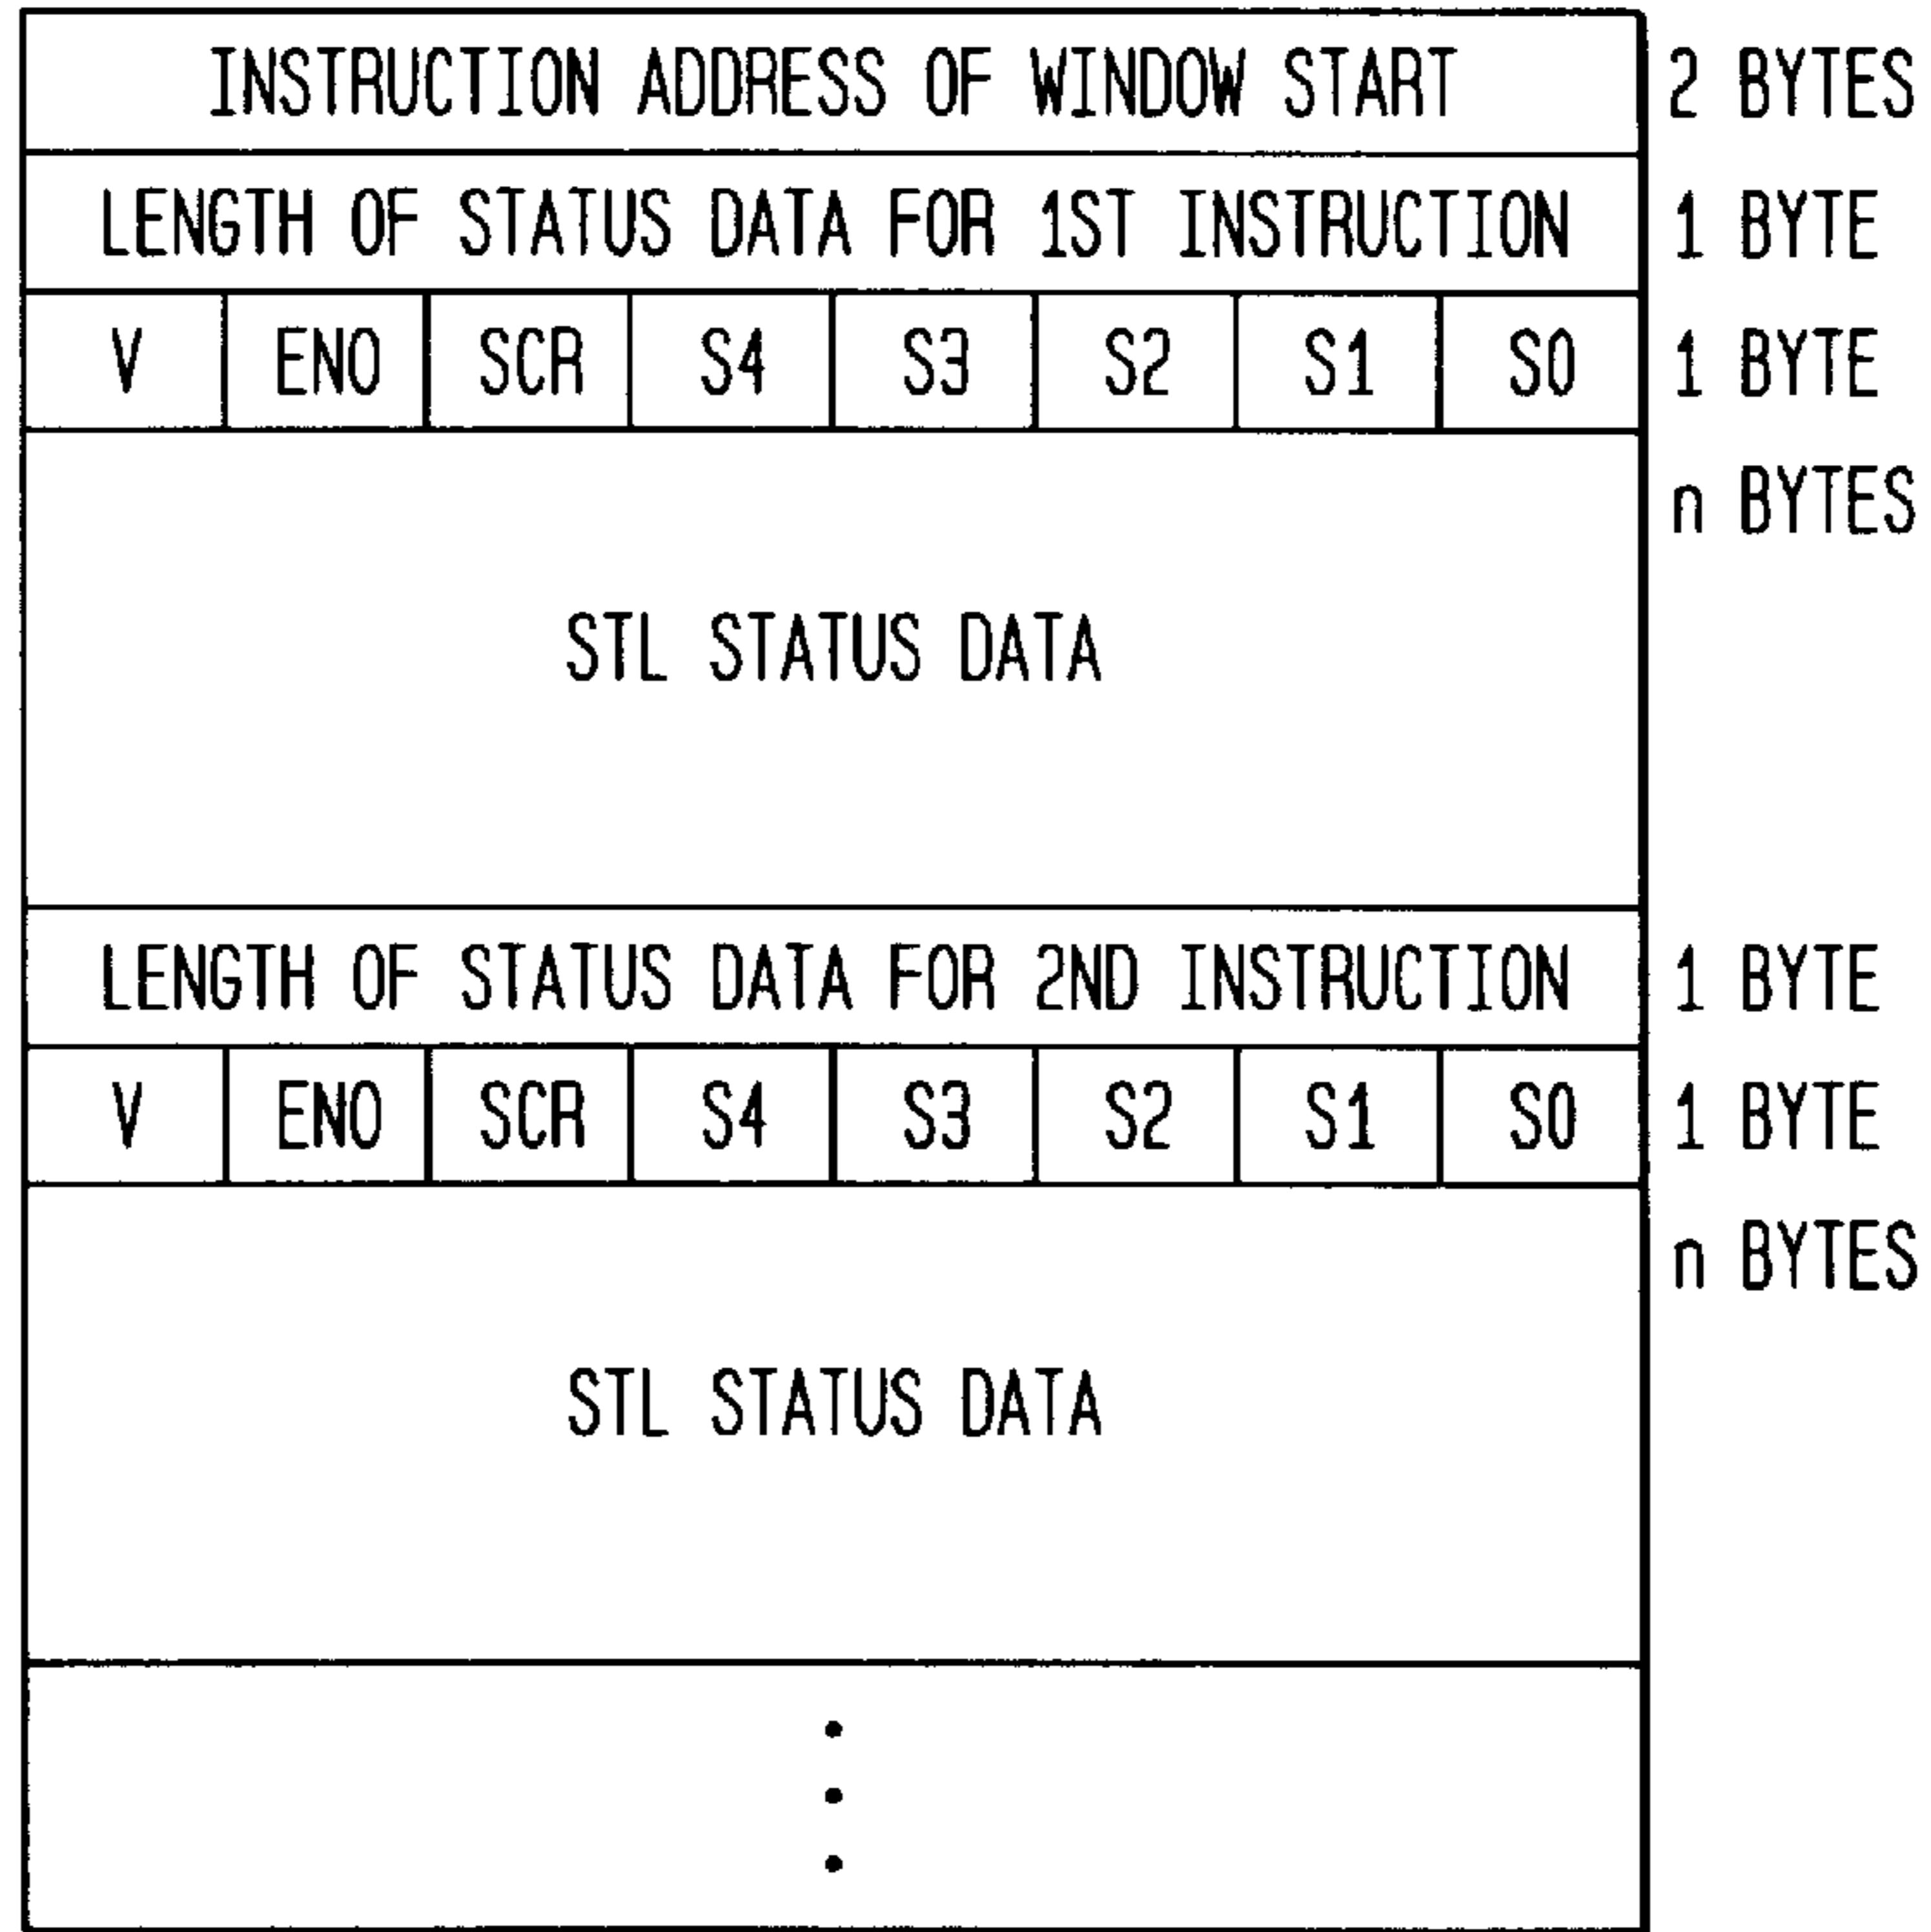 INSTRUCTION ADDRESS OF WINDOW START 2 BYTES
LENGTH OF STATUS DATA FOR 1ST INSTRUCTION 1 BYTE
V ENO SCR S4 S3 S2 S1 S0 1 BYTE
n BYTES
STL STATUS DATA
LENGTH OF STATUS DATA FOR 2ND INSTRUCTION 1 BYTE
V ENO SCR S4 S3 S2 S1 S0 1 BYTE
n BYTES
STL STATUS DATA